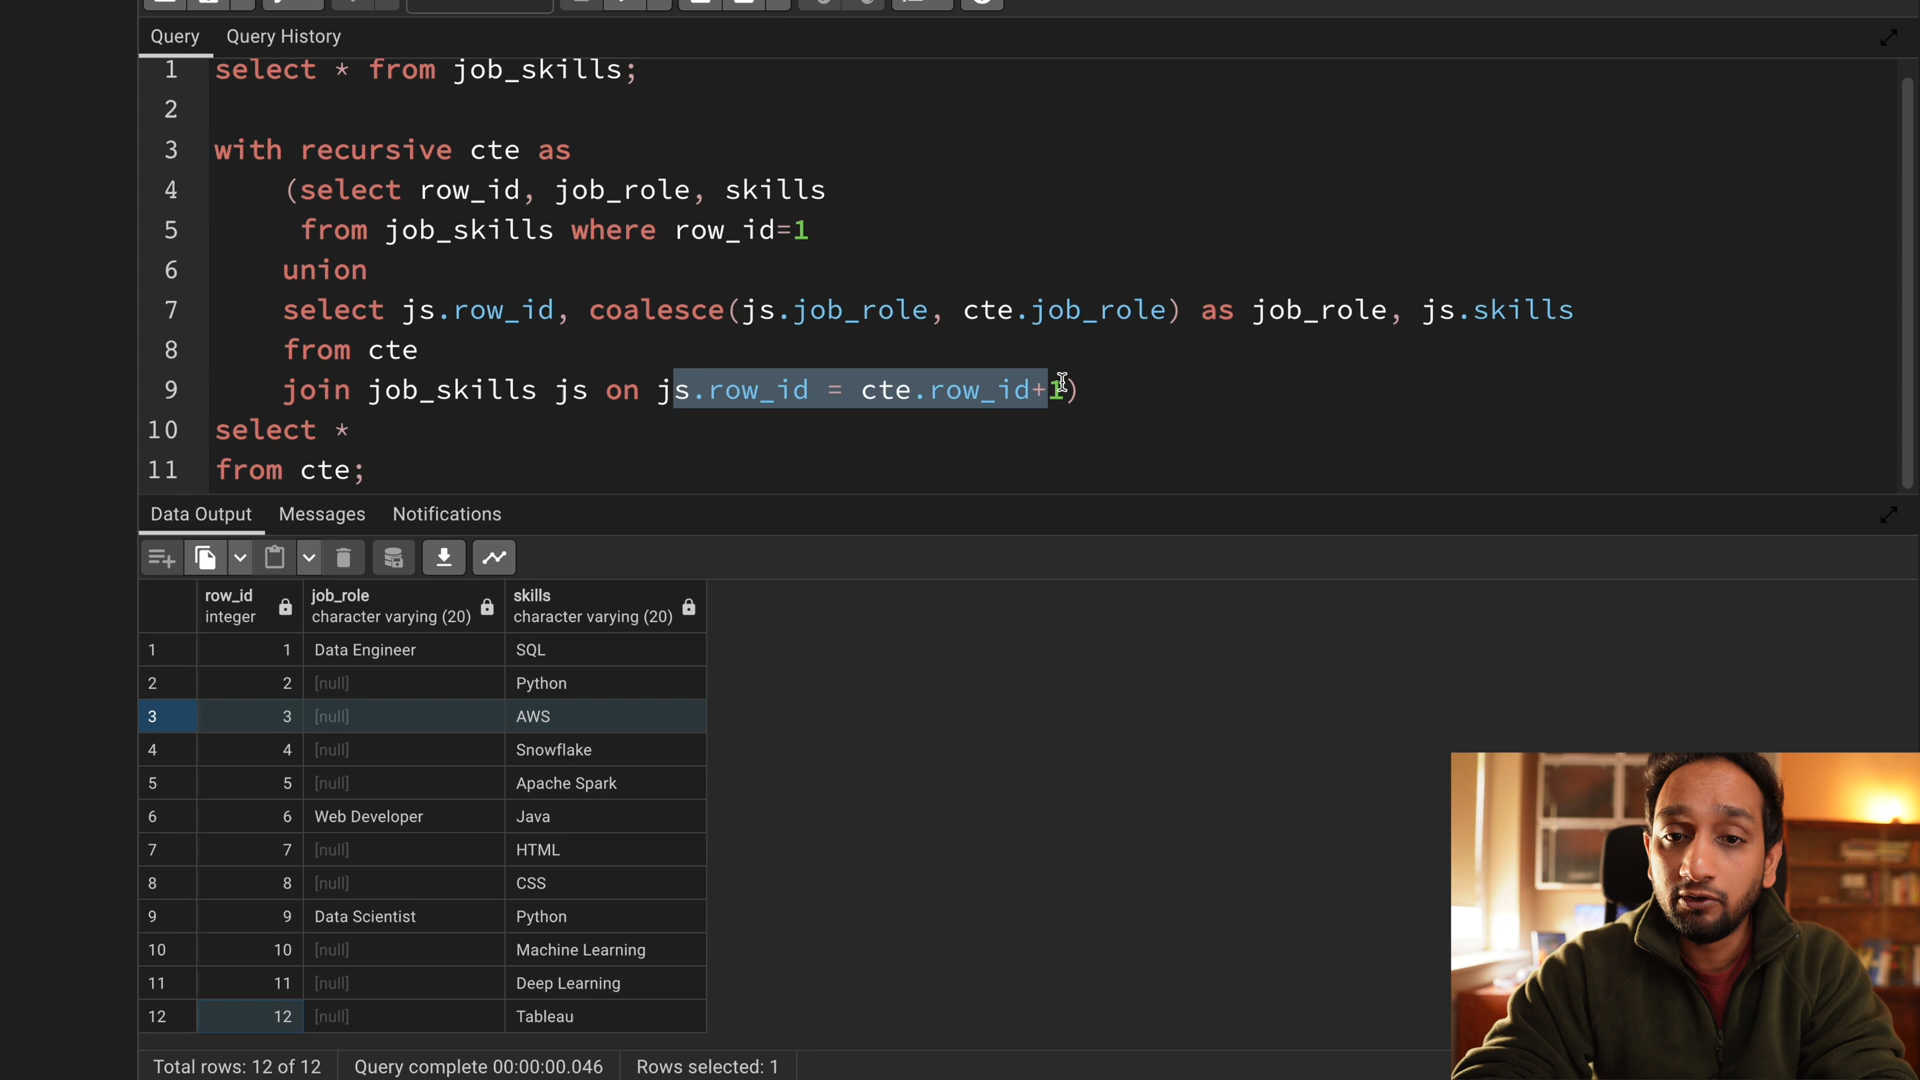 Query Query History
1 select * from job_skills;
2
3 with recursive cte as
4 (select row_id, job_role, skills
5 from job_skills where row_id=1
6 union
7 select js.row_id, coalesce(js.job_role, cte.job_role) as job_role, js.skills
8 from cte
9 join job_skills js on js.row_id = cte.row_id+1)
10 select *
11 from cte;
Data Output Messages Notifications
row_id job_role skills
integer character varying (20) character varying (20)
1 1 Data Engineer SQL
2 2 [null] Python
3 3 [null] AWS
4 4 [null] Snowflake
5 5 [null] Apache Spark
6 6 Web Developer Java
7 7 [null] HTML
8 8 [null] CSS
9 9 Data Scientist Python
10 10 [null] Machine Learning
11 11 [null] Deep Learning
12 12 [null] Tableau
Total rows: 12 of 12 Query complete 00:00:00.046 Rows selected: 1